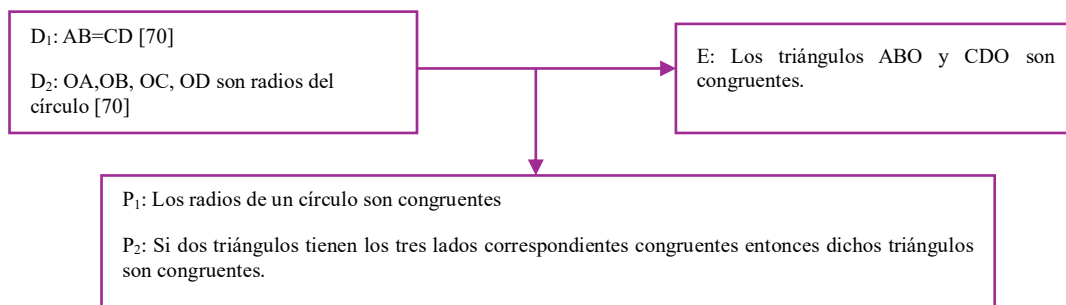 D₁: AB=CD [70]
D₂: OA,OB, OC, OD son radios del
círculo [70]
E: Los triángulos ABO y CDO son
congruentes.
P₁: Los radios de un círculo son congruentes
P₂: Si dos triángulos tienen los tres lados correspondientes congruentes entonces dichos triángulos
son congruentes.